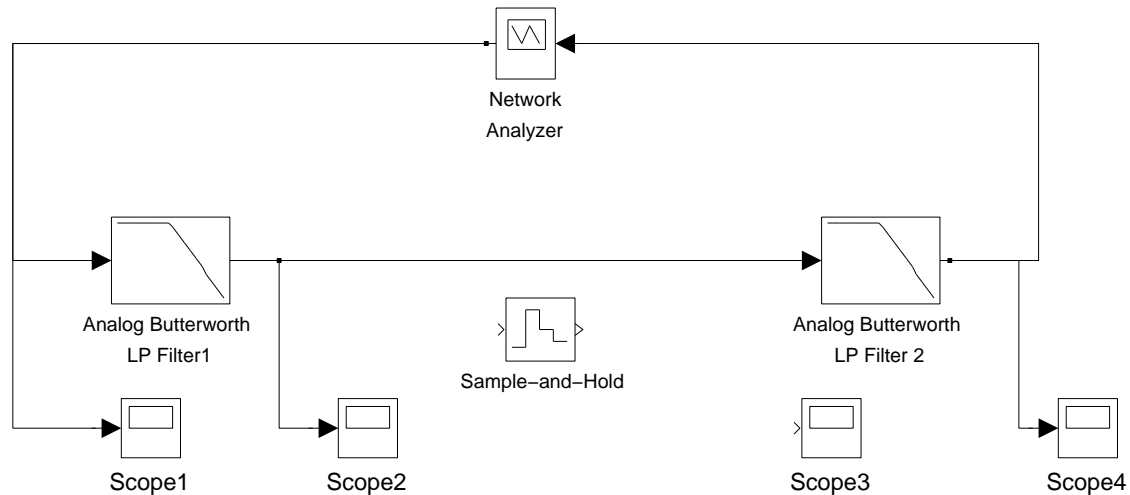 Network
Analyzer
Analog Butterworth
LP Filter1
Analog Butterworth
LP Filter 2
Sample−and−Hold
Scope1
Scope2
Scope3
Scope4